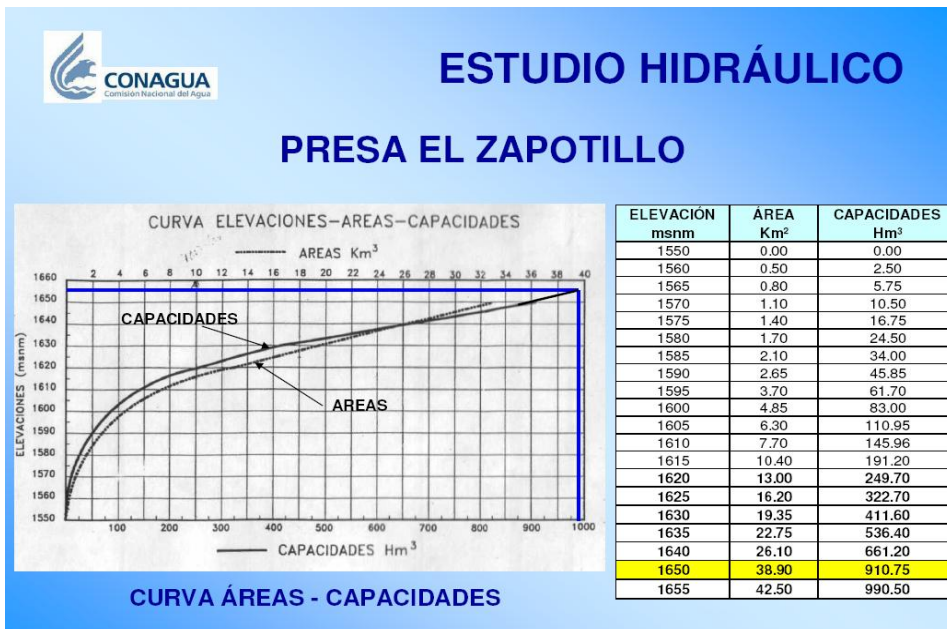 CONAGUA
Comisión Nacional del Agua
ESTUDIO HIDRÁULICO
PRESA EL ZAPOTILLO
CURVA ELEVACIONES-AREAS-CAPACIDADES
AREAS Km³
2 4 6 8 10 12 14 16 18 20 22 24 26 28 30 32 34 36 38 40
1660
1650
1640
1630
1620
1610
1600
1590
1580
1570
1560
1550
ELEVACIONES (msnm)
CAPACIDADES
AREAS
100 200 300 400 500 600 700 800 900 1000
CAPACIDADES Hm³
CURVA ÁREAS - CAPACIDADES
ELEVACIÓN ÁREA CAPACIDADES
msnm Km² Hm³
1550 0.00 0.00
1560 0.50 2.50
1565 0.80 5.75
1570 1.10 10.50
1575 1.40 16.75
1580 1.70 24.50
1585 2.10 34.00
1590 2.65 45.85
1595 3.70 61.70
1600 4.85 83.00
1605 6.30 110.95
1610 7.70 145.96
1615 10.40 191.20
1620 13.00 249.70
1625 16.20 322.70
1630 19.35 411.60
1635 22.75 536.40
1640 26.10 661.20
1650 38.90 910.75
1655 42.50 990.50